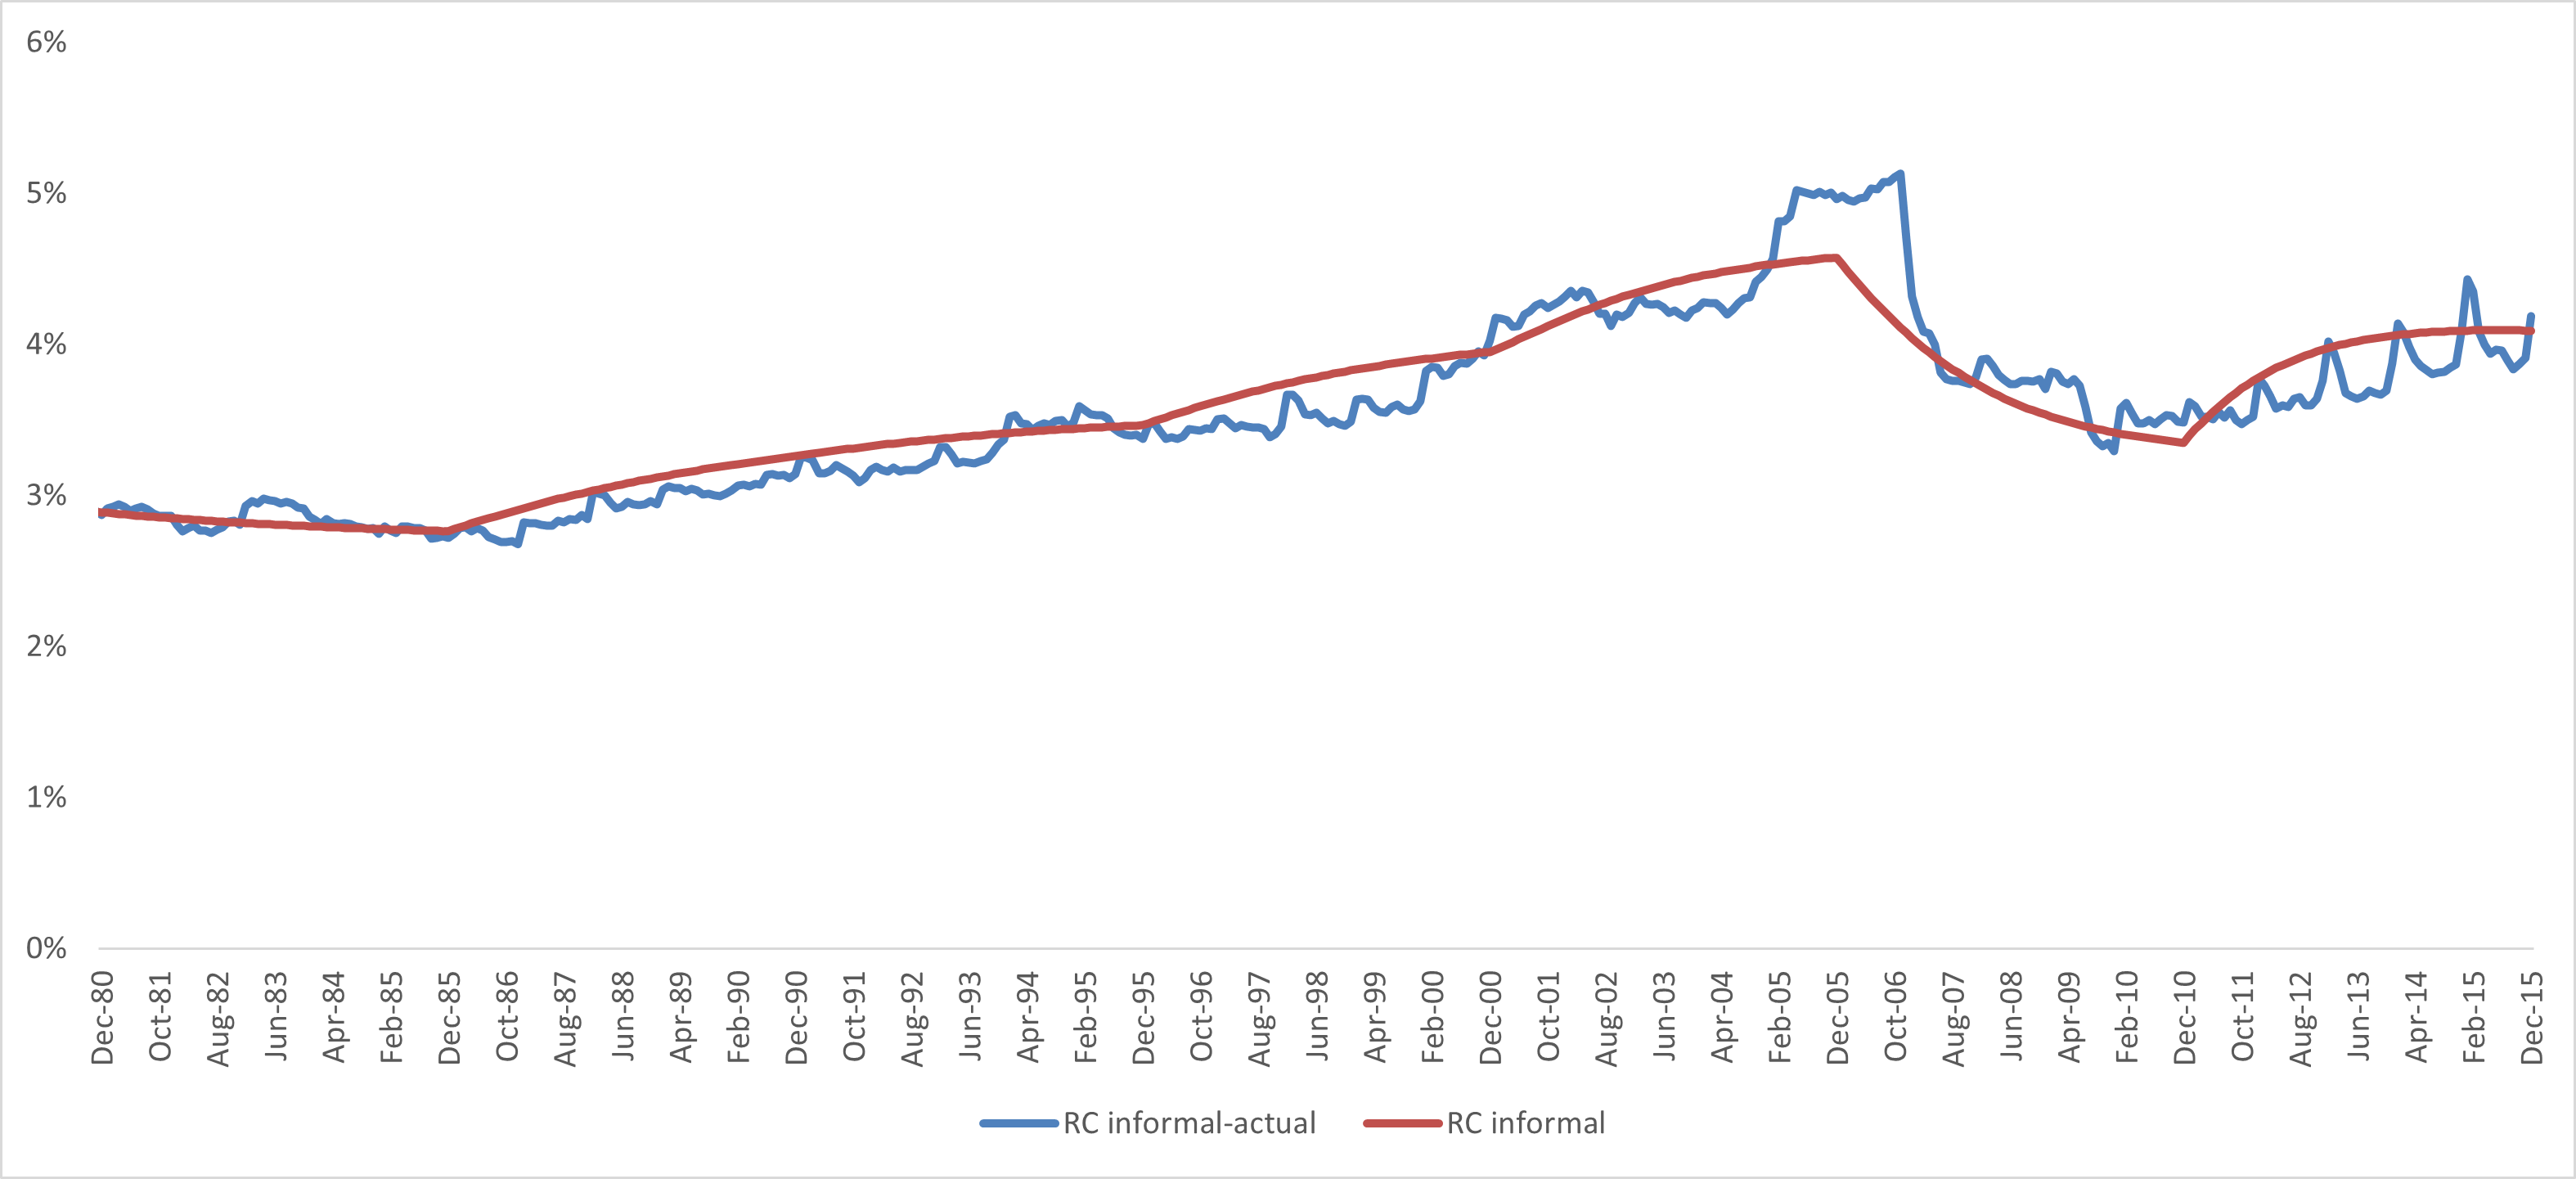 6%
5%
4%
3%
2%
1%
0%
Dec-80
Oct-81
Aug-82
Jun-83
Apr-84
Feb-85
Dec-85
Oct-86
Aug-87
Jun-88
Apr-89
Feb-90
Dec-90
Oct-91
Aug-92
Jun-93
Apr-94
Feb-95
Dec-95
Oct-96
Aug-97
Jun-98
Apr-99
Feb-00
Dec-00
Oct-01
Aug-02
Jun-03
Apr-04
Feb-05
Dec-05
Oct-06
Aug-07
Jun-08
Apr-09
Feb-10
Dec-10
Oct-11
Aug-12
Jun-13
Apr-14
Feb-15
Dec-15
RC informal-actual
RC informal